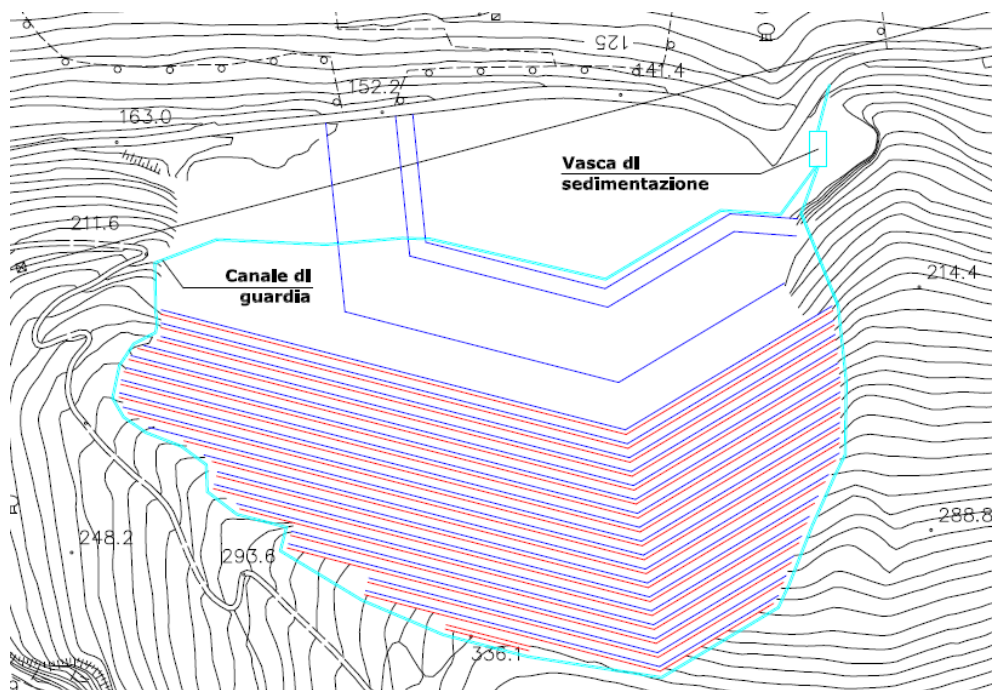 125
141.4
152.2
163.0
Vasca di
sedimentazione
211.6
Canale di
guardia
214.4
288.8
248.2
293.6
336.1